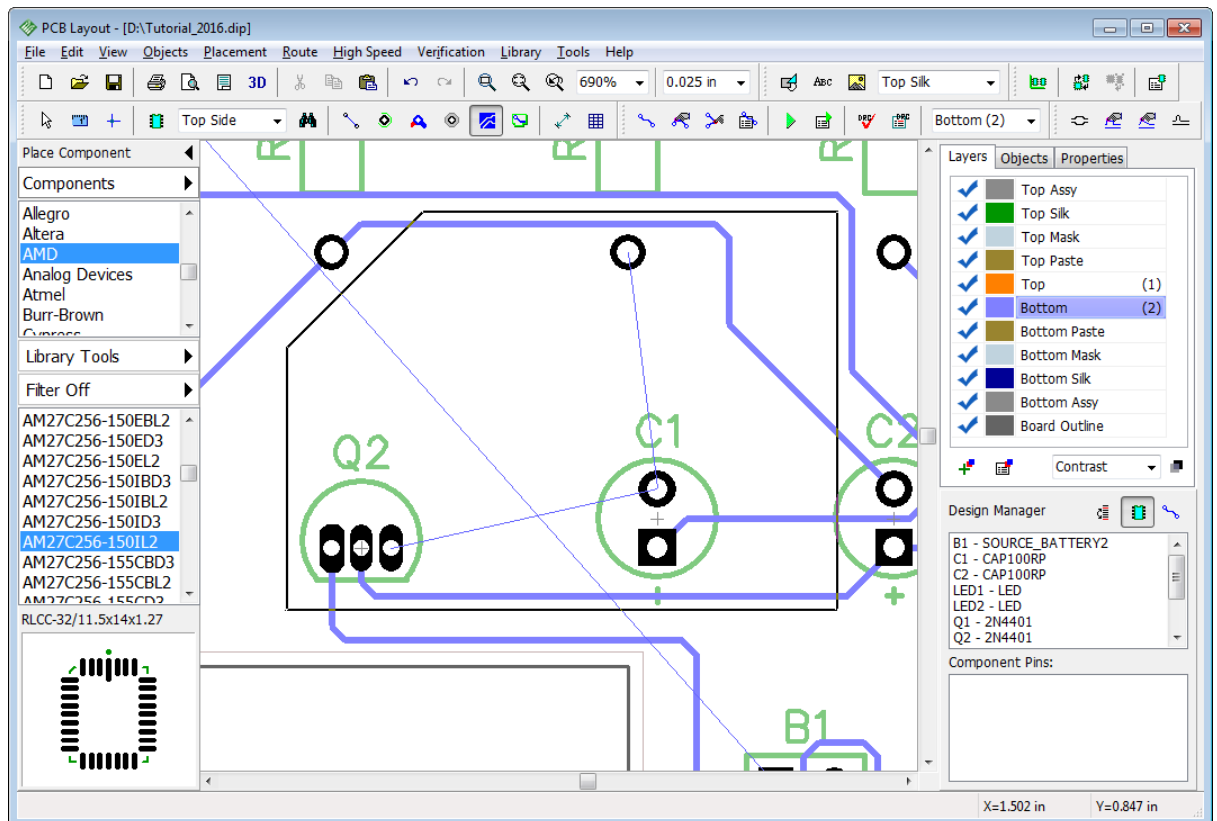 PCB Layout - [D:\Tutorial_2016.dip]
File Edit View Objects Placement Route High Speed Verification Library Tools Help
3D 690% 0.025 in ABC Top Silk
Top Side DRC DRC Bottom (2)
Place Component
Components
Allegro
Altera
AMD
Analog Devices
Atmel
Burr-Brown
Cypress
Library Tools
Filter Off
AM27C256-150EBL2
AM27C256-150ED3
AM27C256-150EL2
AM27C256-150IBD3
AM27C256-150IBL2
AM27C256-150ID3
AM27C256-150IL2
AM27C256-155CBD3
AM27C256-155CBL2
AM27C256-155CD3
RLCC-32/11.5x14x1.27
R
R
R
Q2
C1
+
C2
+
B1
Layers Objects Properties
Top Assy
Top Silk
Top Mask
Top Paste
Top (1)
Bottom (2)
Bottom Paste
Bottom Mask
Bottom Silk
Bottom Assy
Board Outline
Contrast
Design Manager
B1 - SOURCE_BATTERY2
C1 - CAP100RP
C2 - CAP100RP
LED1 - LED
LED2 - LED
Q1 - 2N4401
Q2 - 2N4401
Component Pins:
X=1.502 in Y=0.847 in